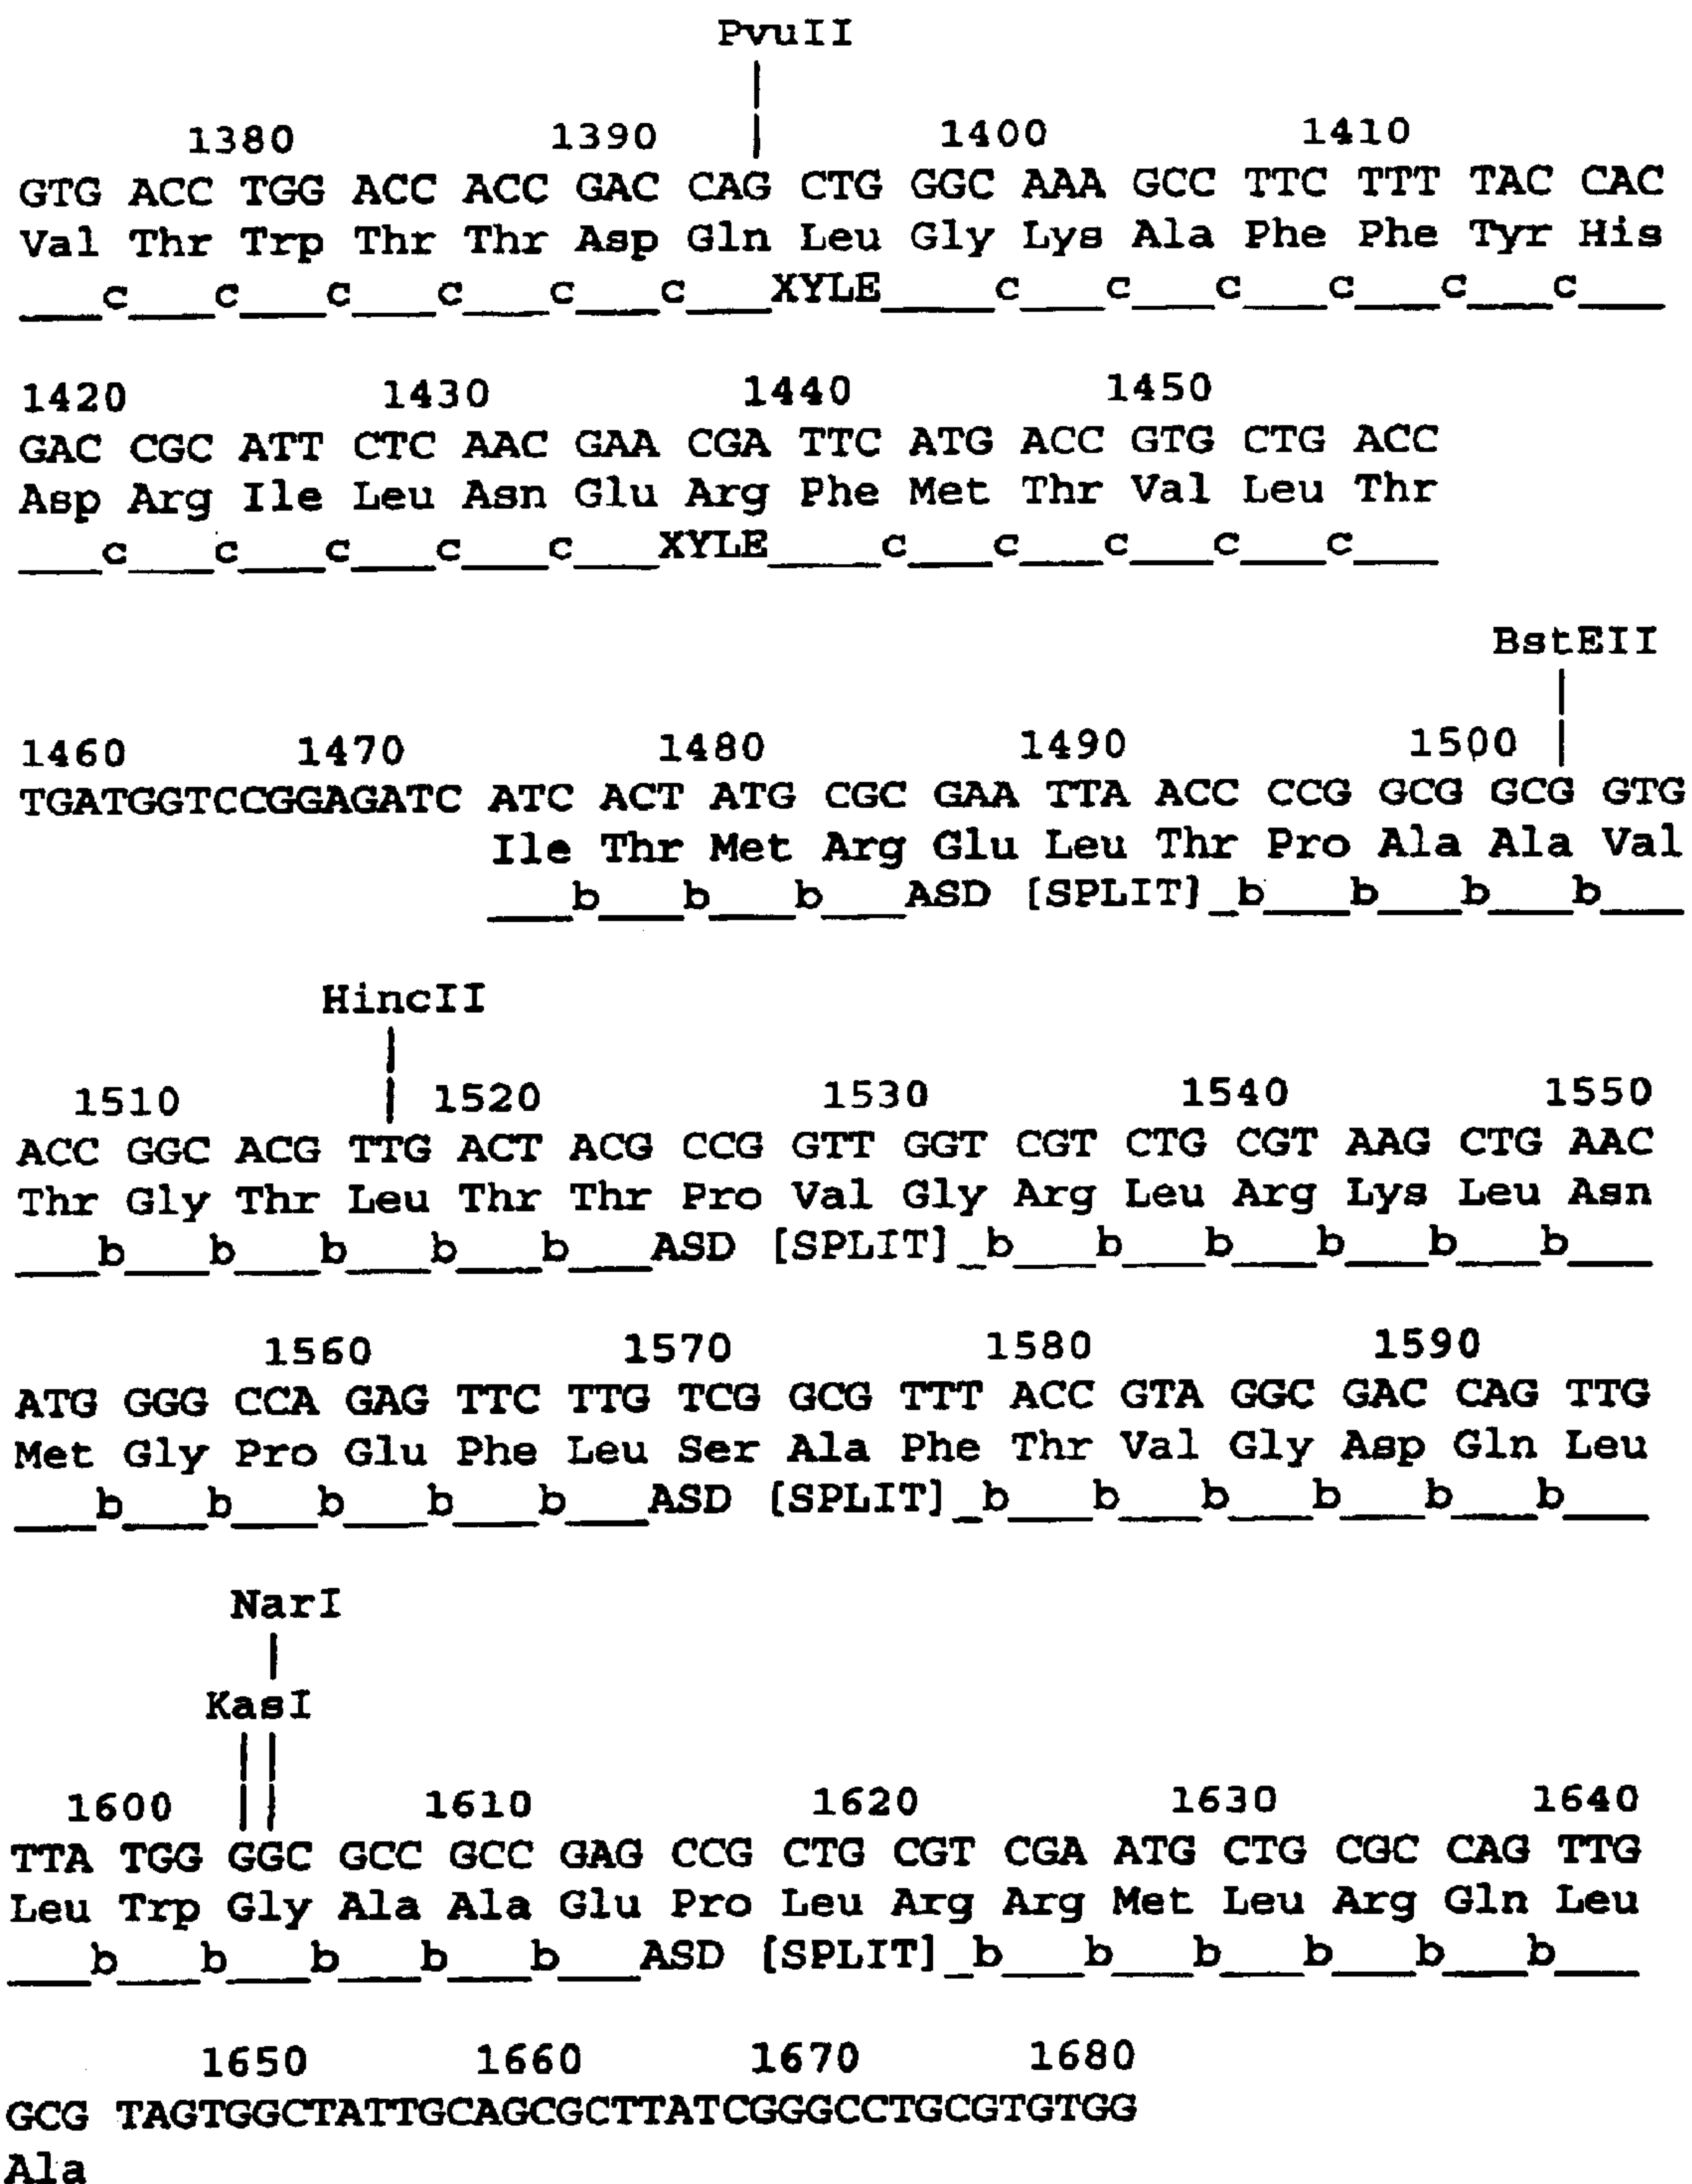 PvuII
1380 1390 1400 1410
GTG ACC TGG ACC ACC GAC CAG CTG GGC AAA GCC TTC TTT TAC CAC
Val Thr Trp Thr Thr Asp Gln Leu Gly Lys Ala Phe Phe Tyr His
___c___c___c___c___c___c___XYLE____c___c___c___c___c___c___
1420 1430 1440 1450
GAC CGC ATT CTC AAC GAA CGA TTC ATG ACC GTG CTG ACC
Asp Arg Ile Leu Asn Glu Arg Phe Met Thr Val Leu Thr
___c___c___c___c___c___XYLE____c___c___c___c___c___
BstEII
1460 1470 1480 1490 1500
TGATGGTCCGGAGATC ATC ACT ATG CGC GAA TTA ACC CCG GCG GCG GTG
Ile Thr Met Arg Glu Leu Thr Pro Ala Ala Val
___b___b___b___ASD [SPLIT]_b___b___b___b___
HincII
1510 1520 1530 1540 1550
ACC GGC ACG TTG ACT ACG CCG GTT GGT CGT CTG CGT AAG CTG AAC
Thr Gly Thr Leu Thr Thr Pro Val Gly Arg Leu Arg Lys Leu Asn
___b___b___b___b___b___ASD [SPLIT]_b___b___b___b___b___b___
1560 1570 1580 1590
ATG GGG CCA GAG TTC TTG TCG GCG TTT ACC GTA GGC GAC CAG TTG
Met Gly Pro Glu Phe Leu Ser Ala Phe Thr Val Gly Asp Gln Leu
___b___b___b___b___b___ASD [SPLIT]_b___b___b___b___b___b___
NarI
KasI
1600 1610 1620 1630 1640
TTA TGG GGC GCC GCC GAG CCG CTG CGT CGA ATG CTG CGC CAG TTG
Leu Trp Gly Ala Ala Glu Pro Leu Arg Arg Met Leu Arg Gln Leu
___b___b___b___b___b___ASD [SPLIT]_b___b___b___b___b___b___
1650 1660 1670 1680
GCG TAGTGGCTATTGCAGCGCTTATCGGGCCTGCGTGTGG
Ala